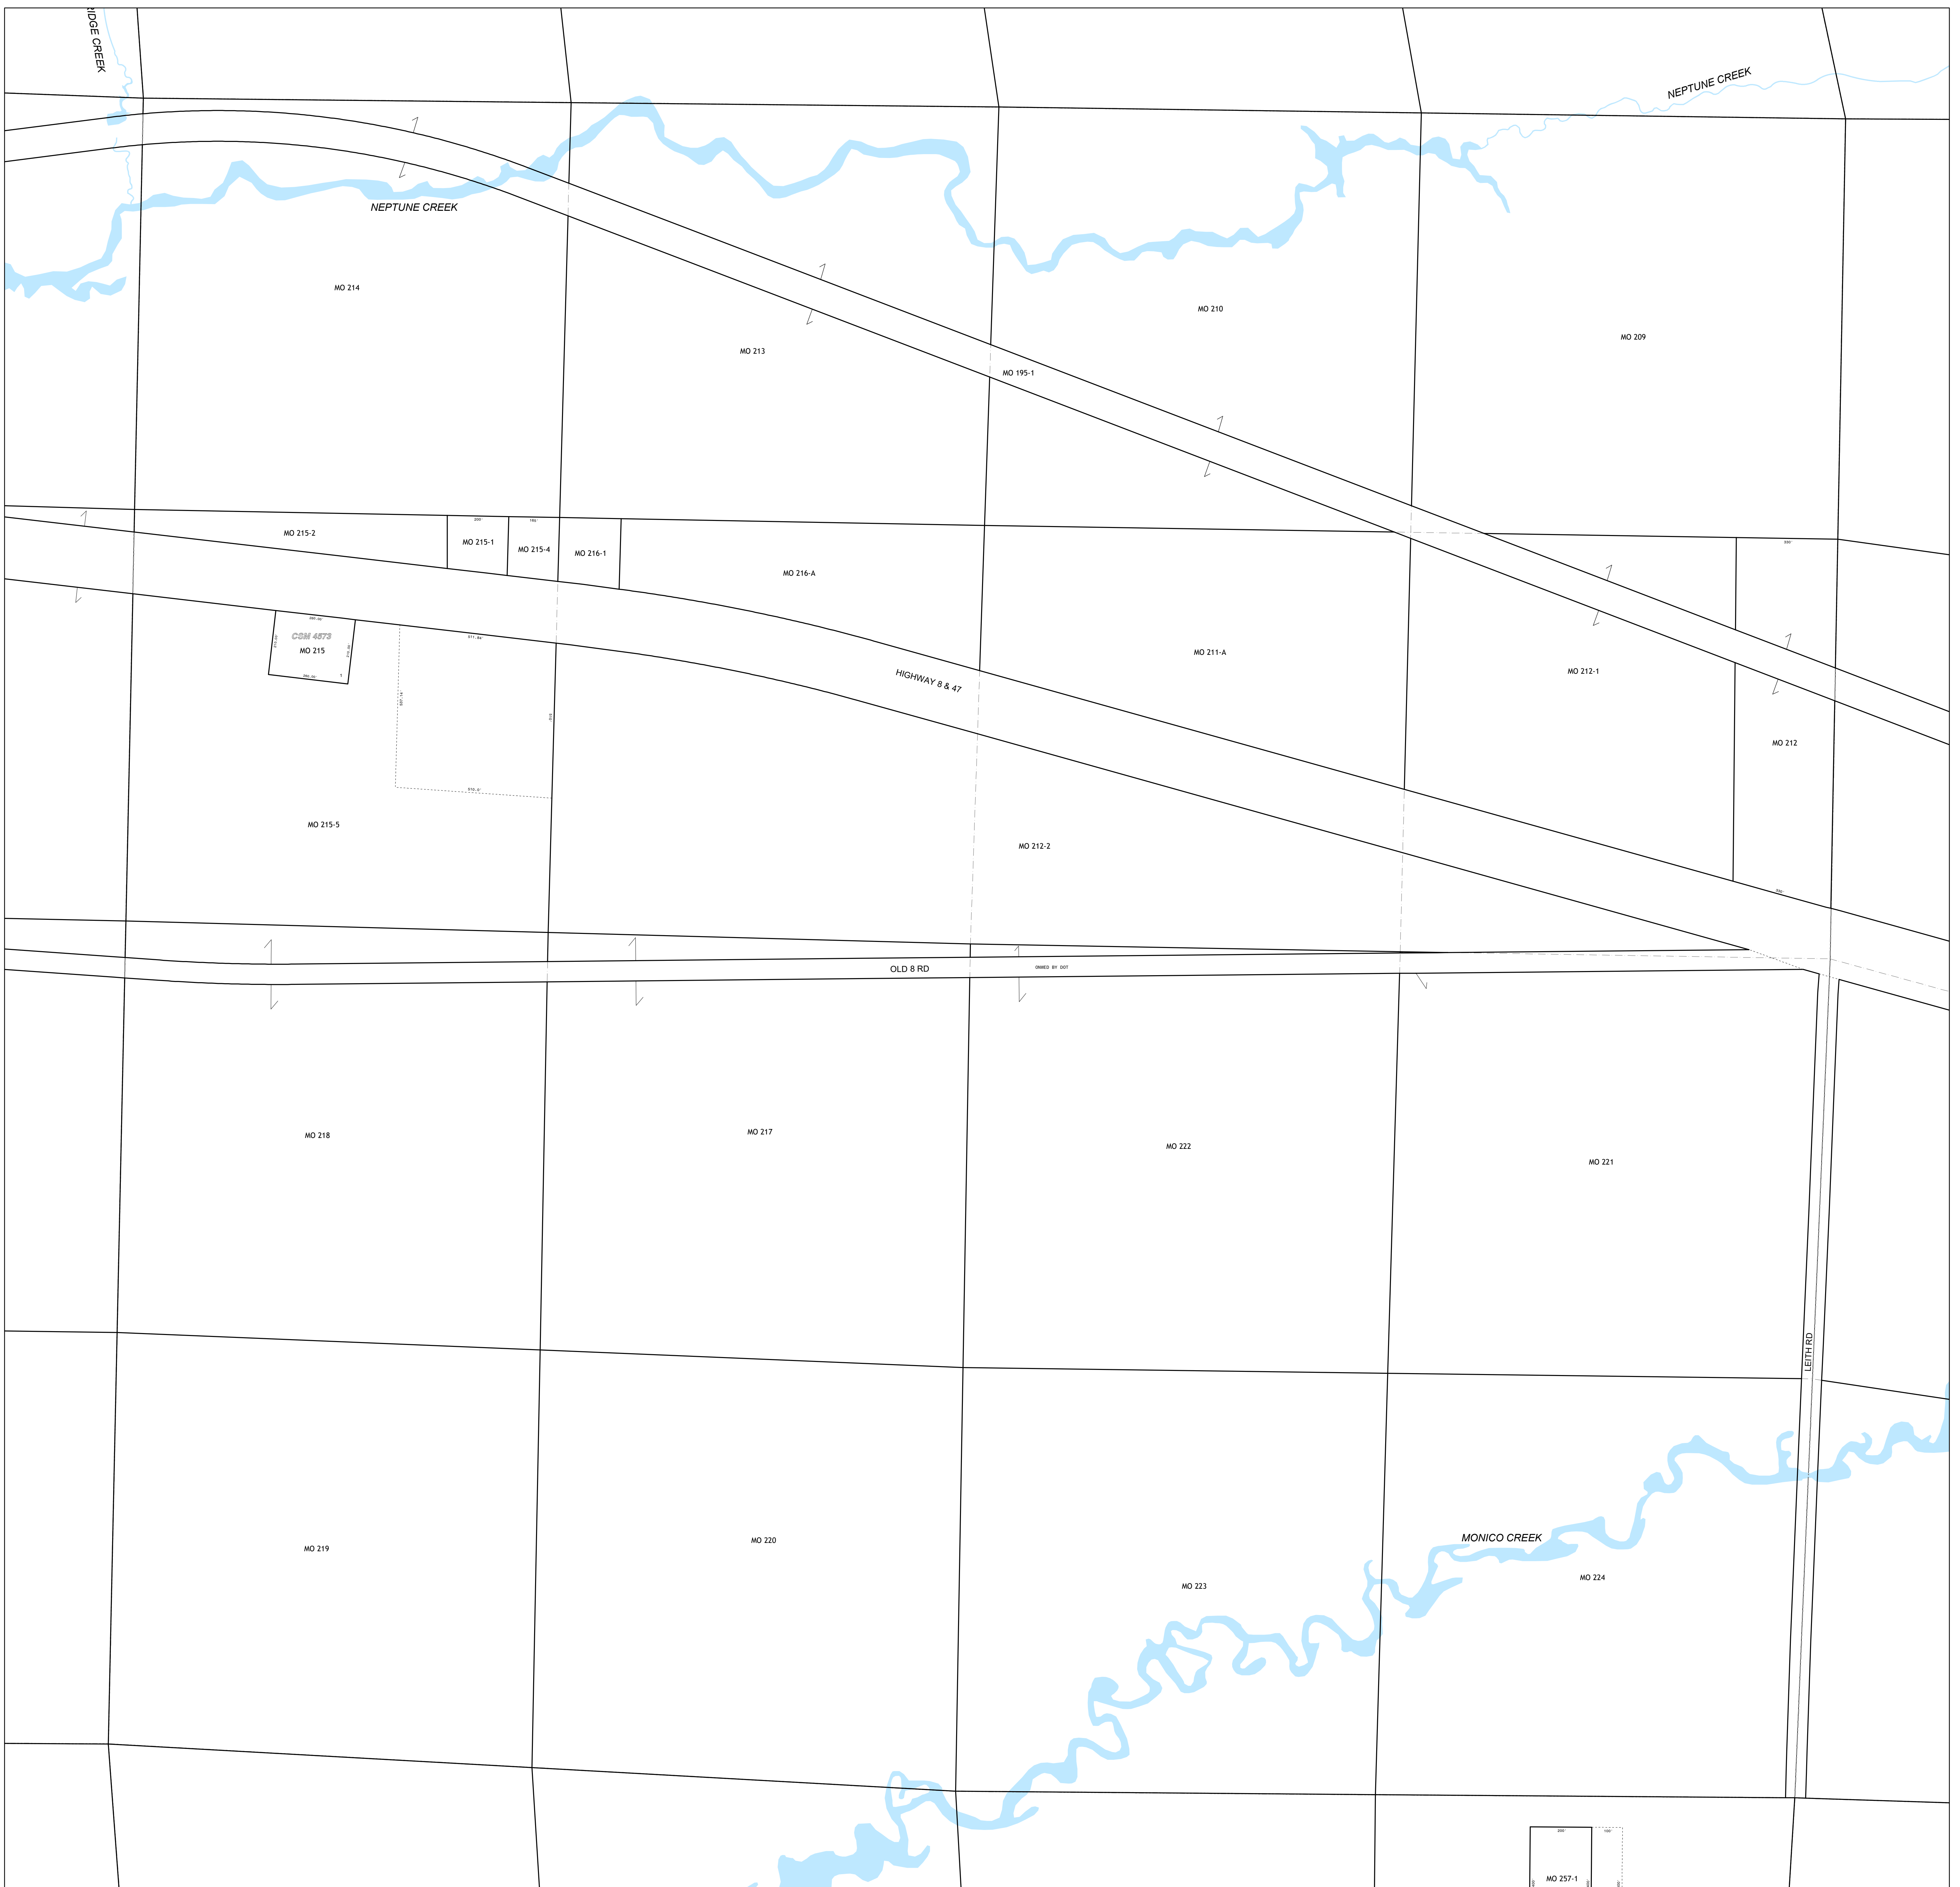 RIDGE CREEK
NEPTUNE CREEK
NEPTUNE CREEK
MO 214
MO 210
MO 209
MO 213
MO 195-1
200'
MO 215-2
MO 215-1
MO 215-4
MO 216-1
MO 216-A
330'
CSM 4573
MO 215
1
MO 211-A
MO 212-1
HIGHWAY 8 & 47
MO 212
MO 215-5
MO 212-2
OLD 8 RD
OWNED BY DOT
MO 218
MO 217
MO 222
MO 221
LEITH RD
MO 219
MO 220
MONICO CREEK
MO 223
MO 224
200'
MO 257-1